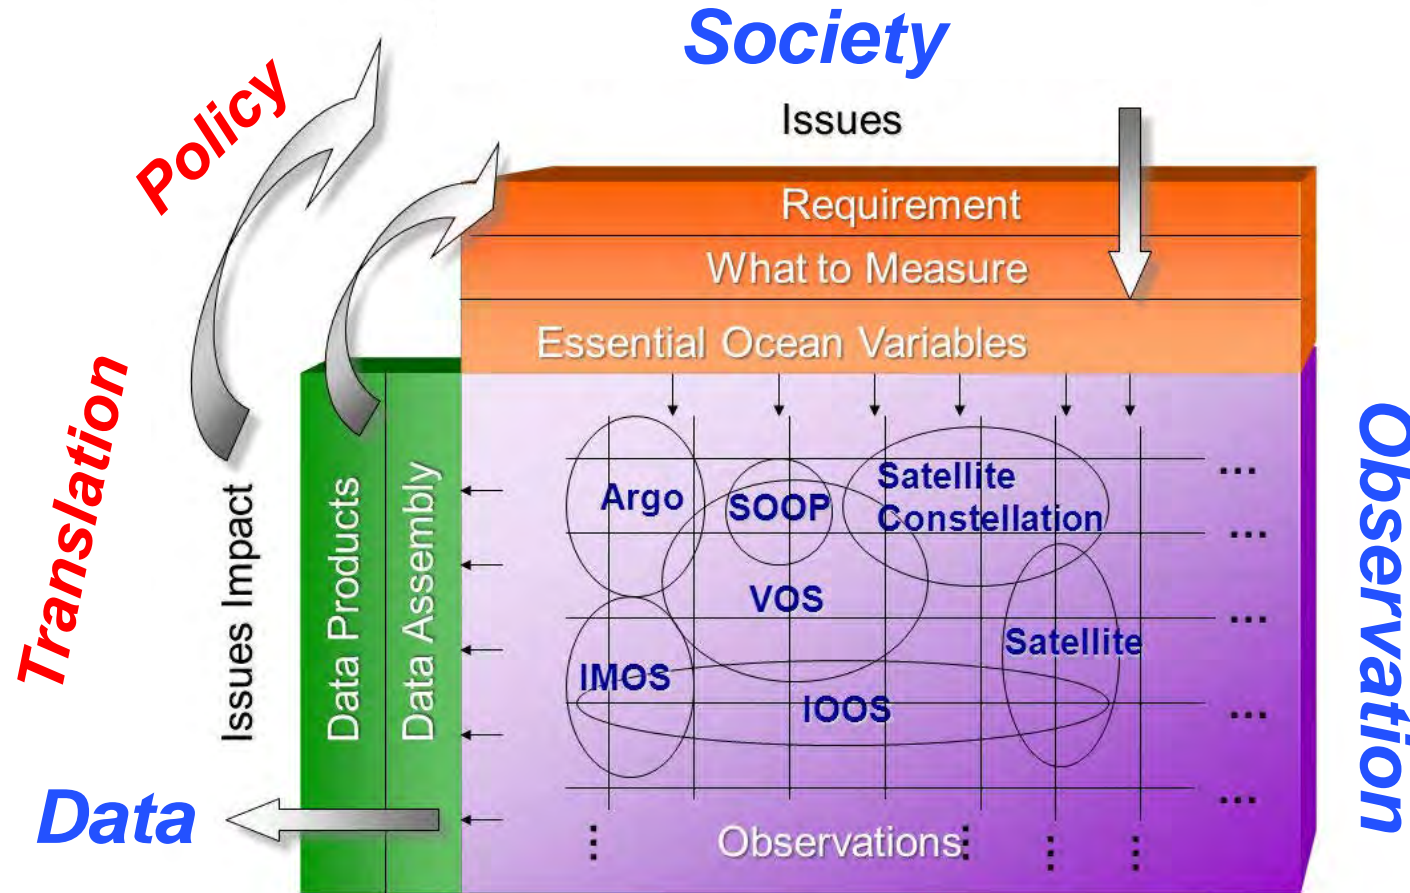 Society
Policy
Issues
Requirement
What to Measure
Essential Ocean Variables
Translation
Issues Impact
Data Products
Data Assembly
Argo
SOOP
Satellite
Constellation
VOS
Satellite
IMOS
IOOS
Observations
Observation
Data